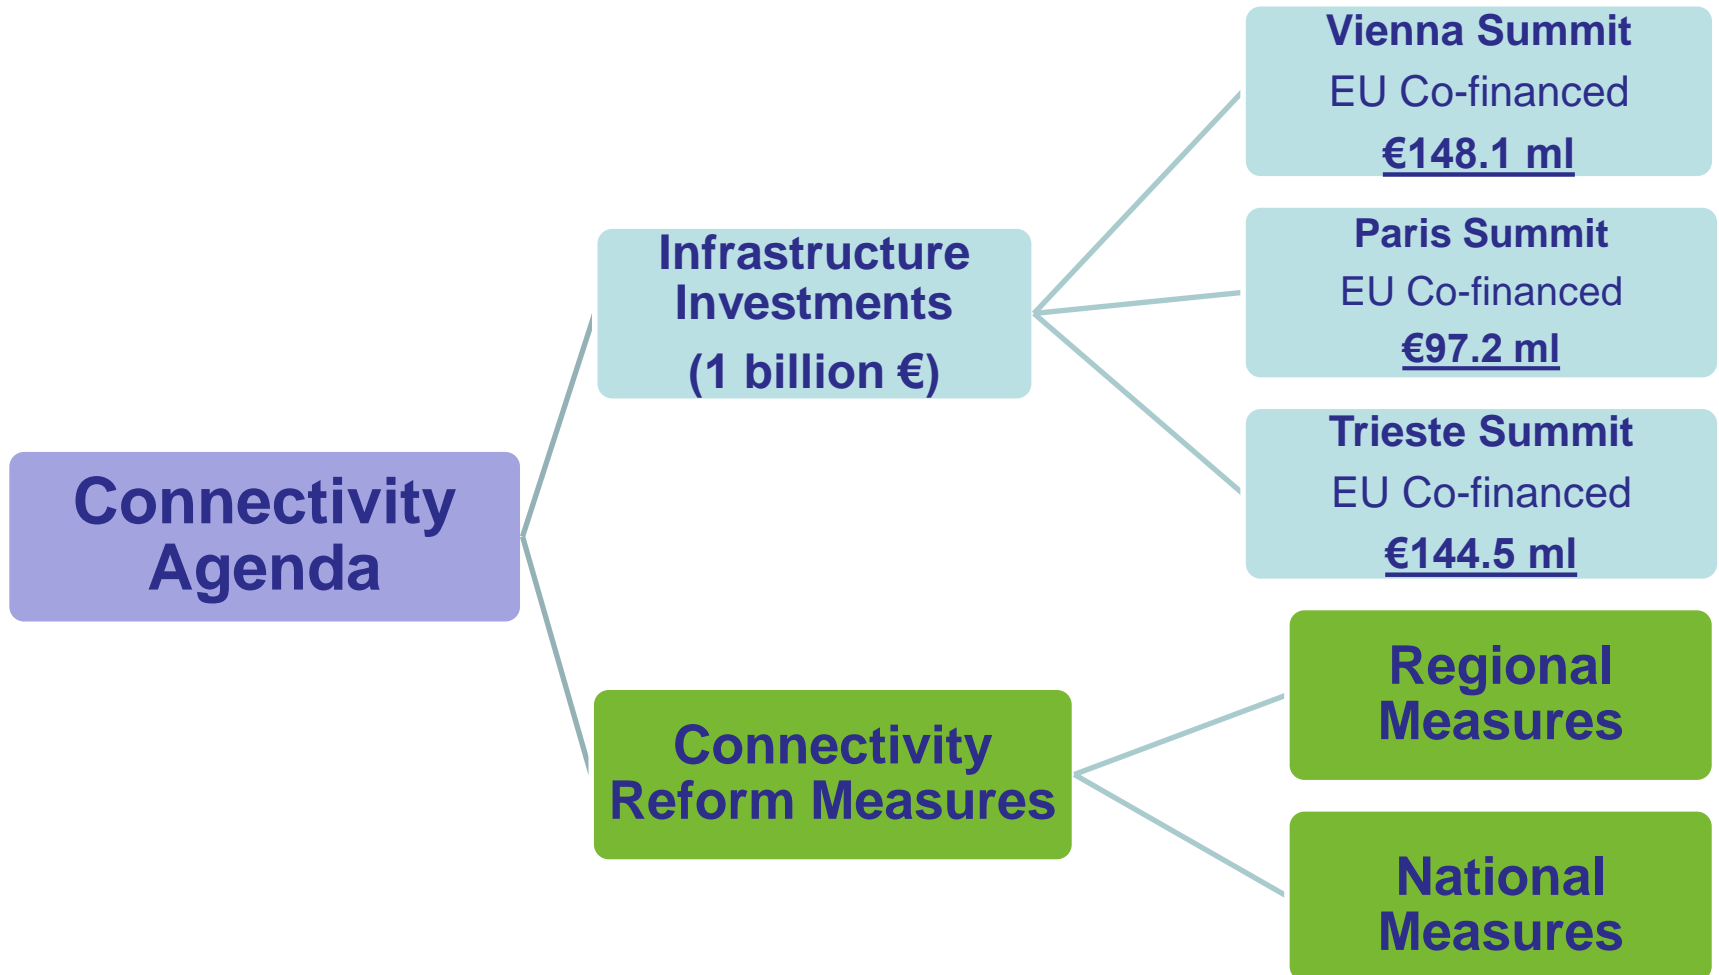 Connectivity
Agenda
Infrastructure
Investments
(1 billion €)
Vienna Summit
EU Co-financed
€148.1 ml
Paris Summit
EU Co-financed
€97.2 ml
Trieste Summit
EU Co-financed
€144.5 ml
Connectivity
Reform Measures
Regional
Measures
National
Measures